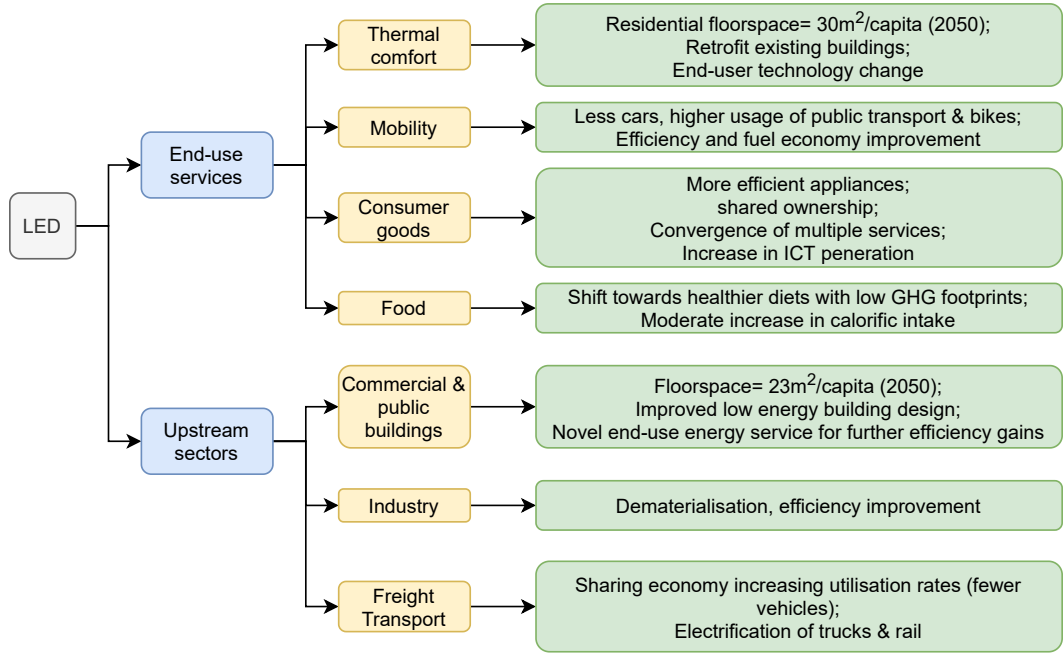 LED
End-use
services
Thermal
comfort
Residential floorspace= 30m²/capita (2050);
Retrofit existing buildings;
End-user technology change
Mobility
Less cars, higher usage of public transport & bikes;
Efficiency and fuel economy improvement
Consumer
goods
More efficient appliances;
shared ownership;
Convergence of multiple services;
Increase in ICT peneration
Food
Shift towards healthier diets with low GHG footprints;
Moderate increase in calorific intake
Upstream
sectors
Commercial &
public
buildings
Floorspace= 23m²/capita (2050);
Improved low energy building design;
Novel end-use energy service for further efficiency gains
Industry
Dematerialisation, efficiency improvement
Freight
Transport
Sharing economy increasing utilisation rates (fewer
vehicles);
Electrification of trucks & rail